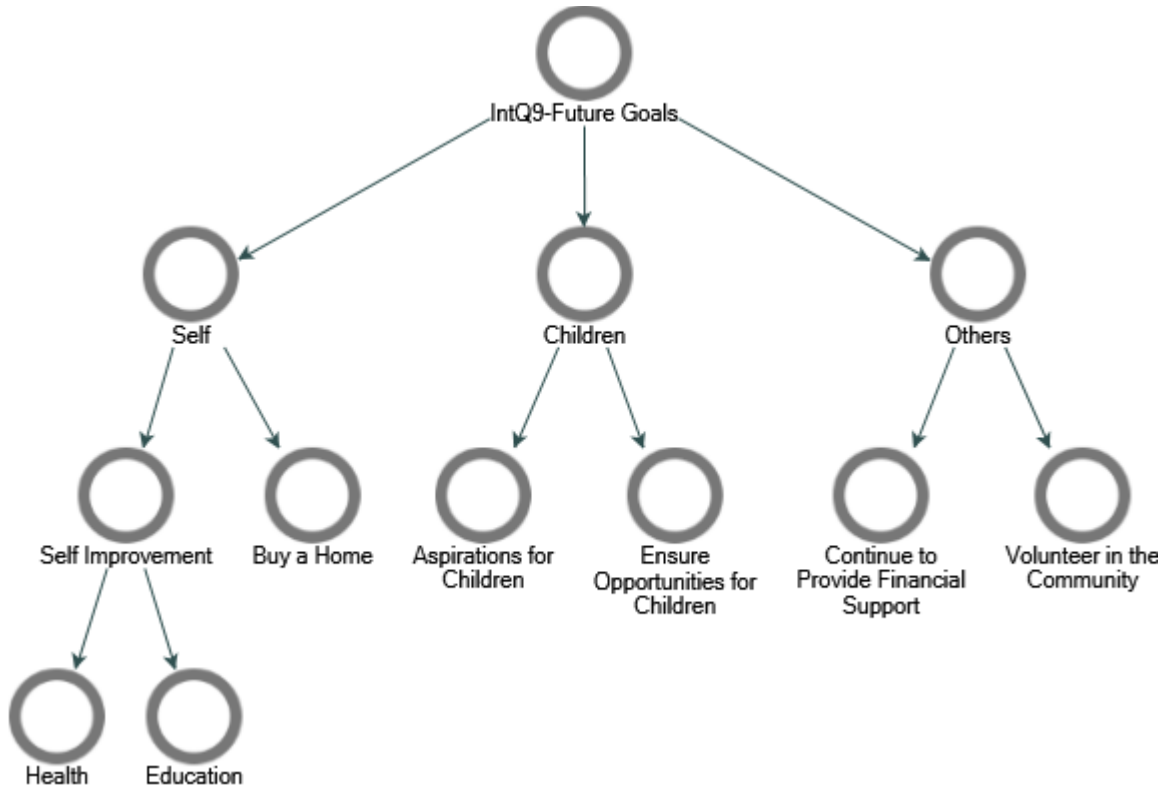 IntQ9-Future Goals
Self
Children
Others
Self Improvement
Buy a Home
Aspirations for
Children
Ensure
Opportunities for
Children
Continue to
Provide Financial
Support
Volunteer in the
Community
Health
Education